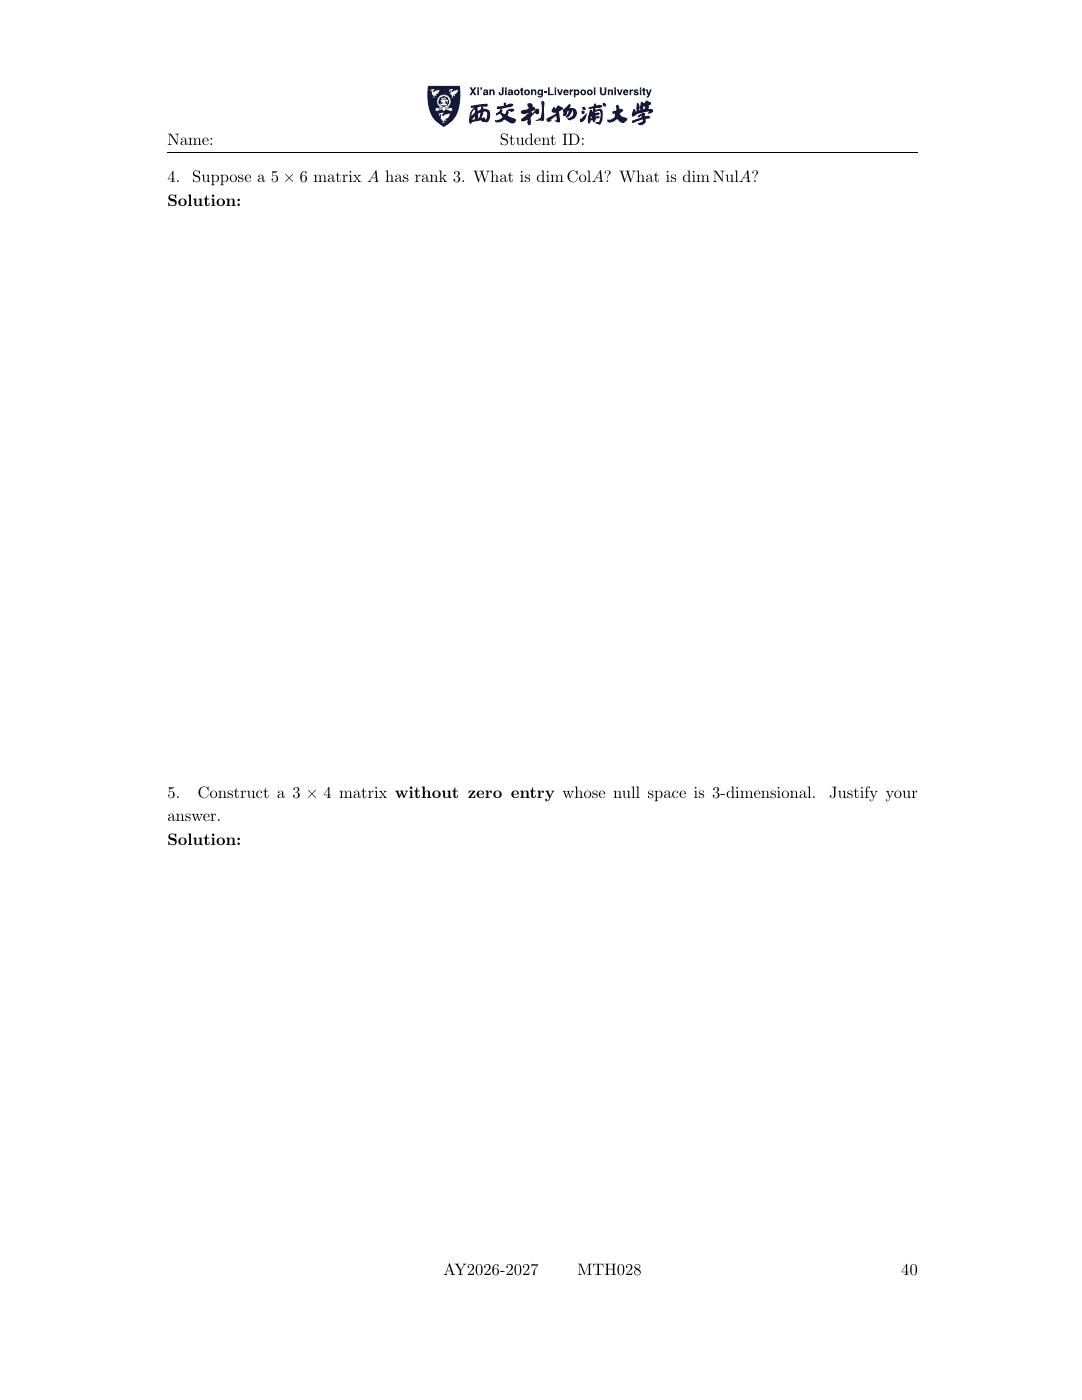 Xi'an Jiaotong-Liverpool University
西交利物浦大學
Name: Student ID:
4. Suppose a 5 × 6 matrix A has rank 3. What is dim ColA? What is dim NulA?
Solution:
5. Construct a 3 × 4 matrix without zero entry whose null space is 3-dimensional. Justify your
answer.
Solution:
AY2026-2027 MTH028 40